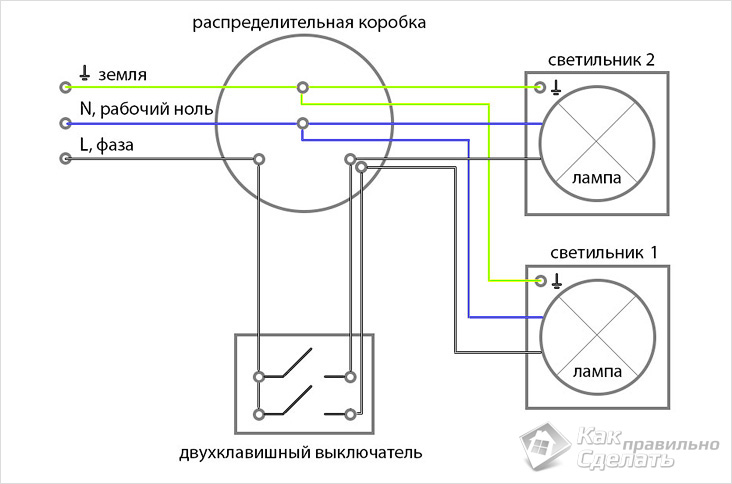 распределительная коробка
земля
N, рабочий ноль
L, фаза
светильник 2
лампа
светильник 1
лампа
двухклавишный выключатель
Как правильно
Сделать